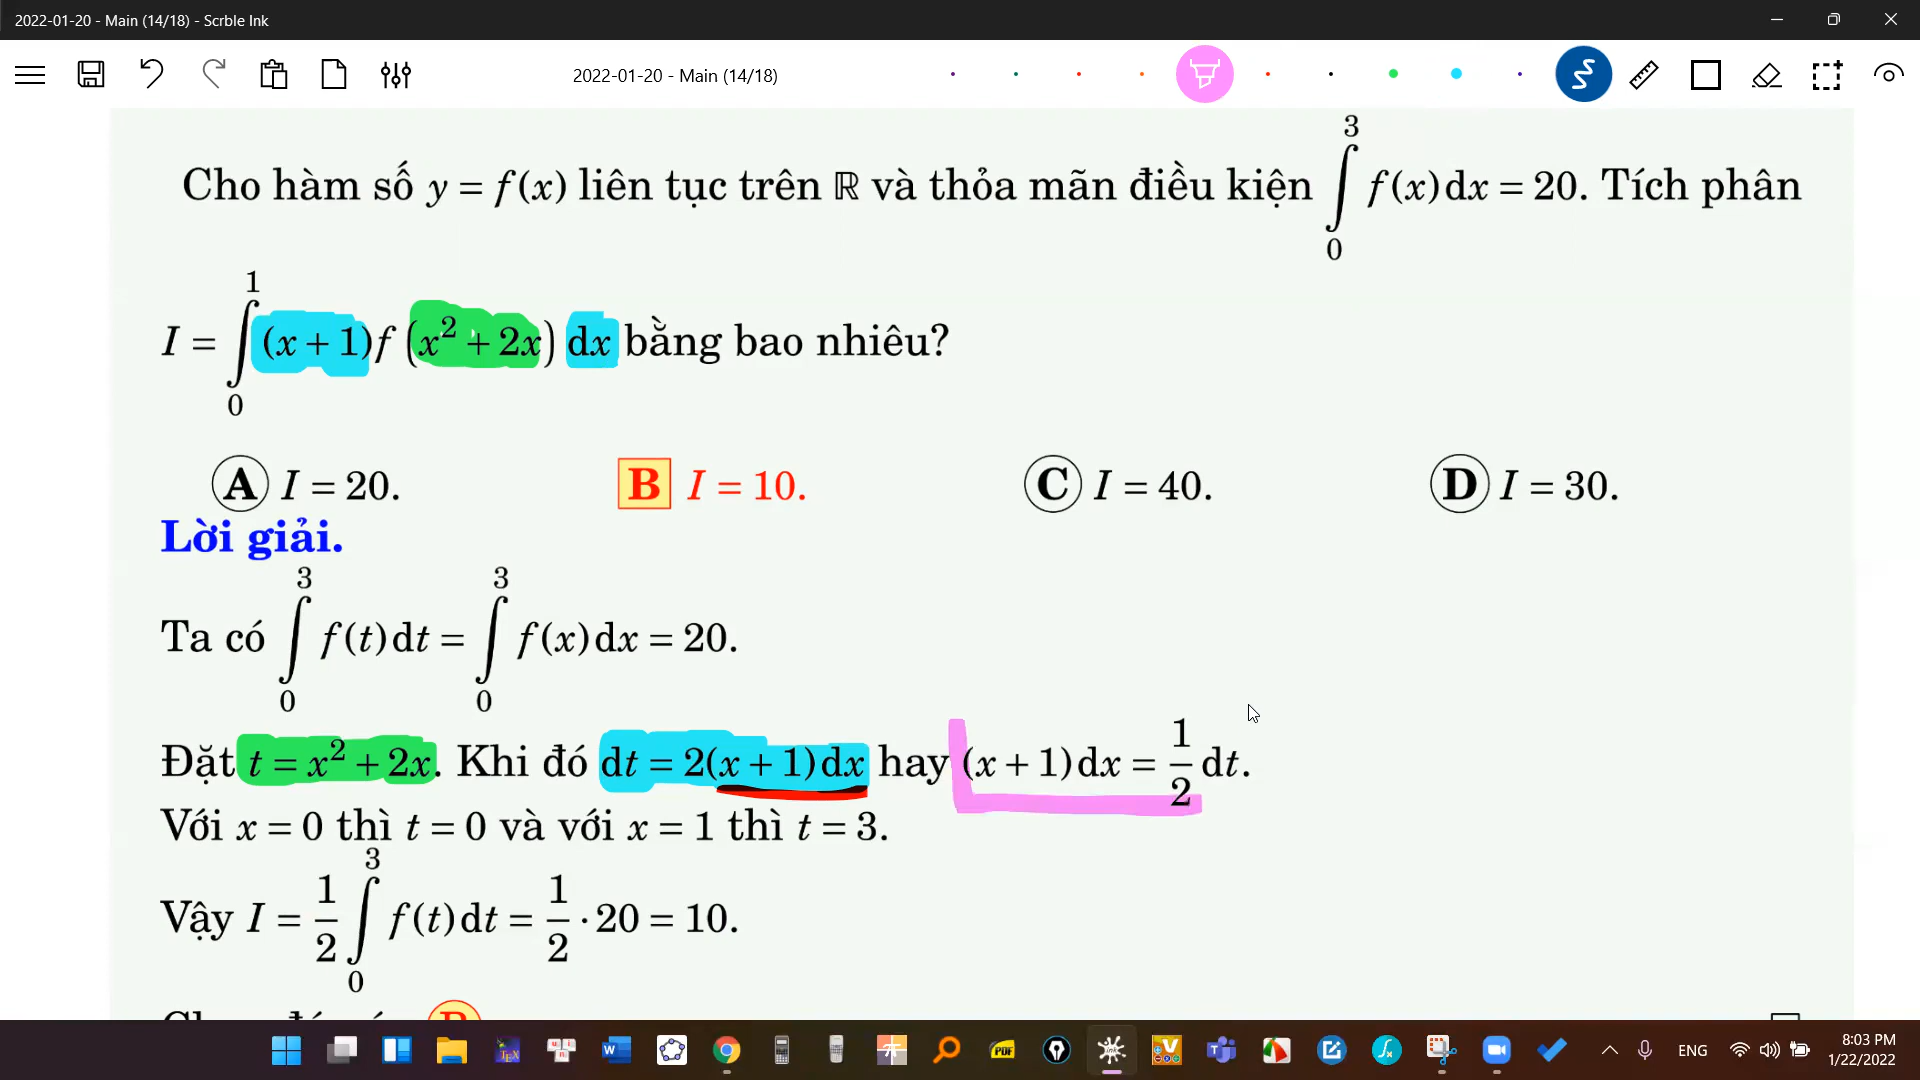 2022-01-20 - Main (14/18) - Scrble Ink
2022-01-20 - Main (14/18)
Cho hàm số y = f(x) liên tục trên ℝ và thỏa mãn điều kiện ∫₀³ f(x)dx = 20. Tích phân
I = ∫₀¹ (x+1)f(x² + 2x) dx bằng bao nhiêu?
A I = 20. B I = 10. C I = 40. D I = 30.
Lời giải.
Ta có ∫₀³ f(t)dt = ∫₀³ f(x)dx = 20.
Đặt t = x² + 2x. Khi đó dt = 2(x+1)dx hay (x+1)dx = 1/2 dt.
Với x = 0 thì t = 0 và với x = 1 thì t = 3.
Vậy I = 1/2 ∫₀³ f(t)dt = 1/2 · 20 = 10.
ENG
8:03 PM
1/22/2022